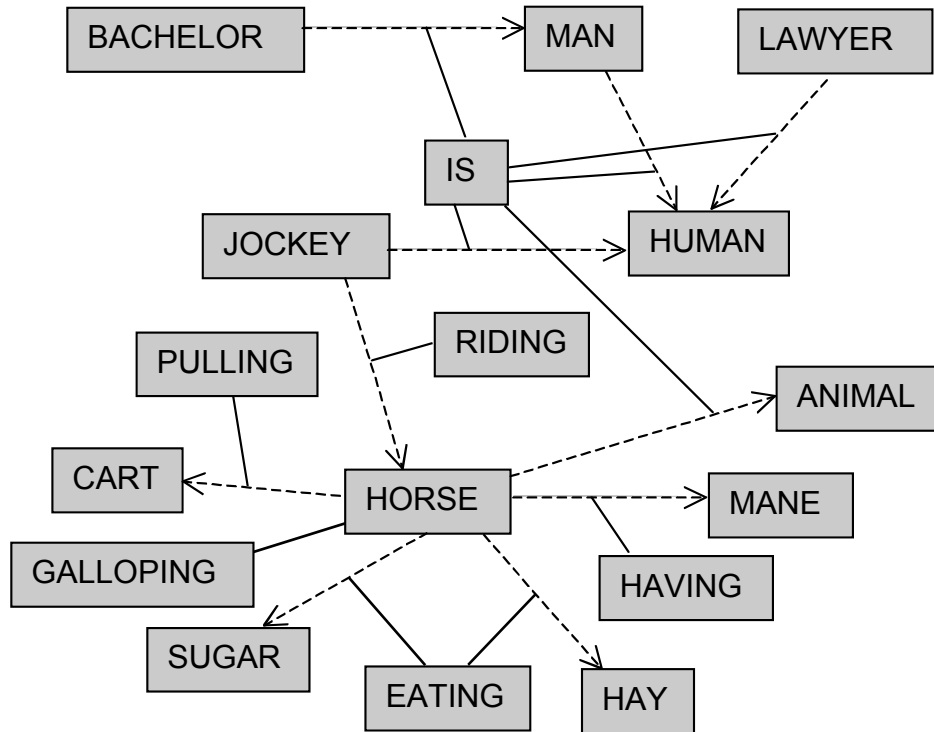 BACHELOR
MAN
LAWYER
IS
JOCKEY
HUMAN
PULLING
RIDING
ANIMAL
CART
HORSE
MANE
GALLOPING
HAVING
SUGAR
EATING
HAY